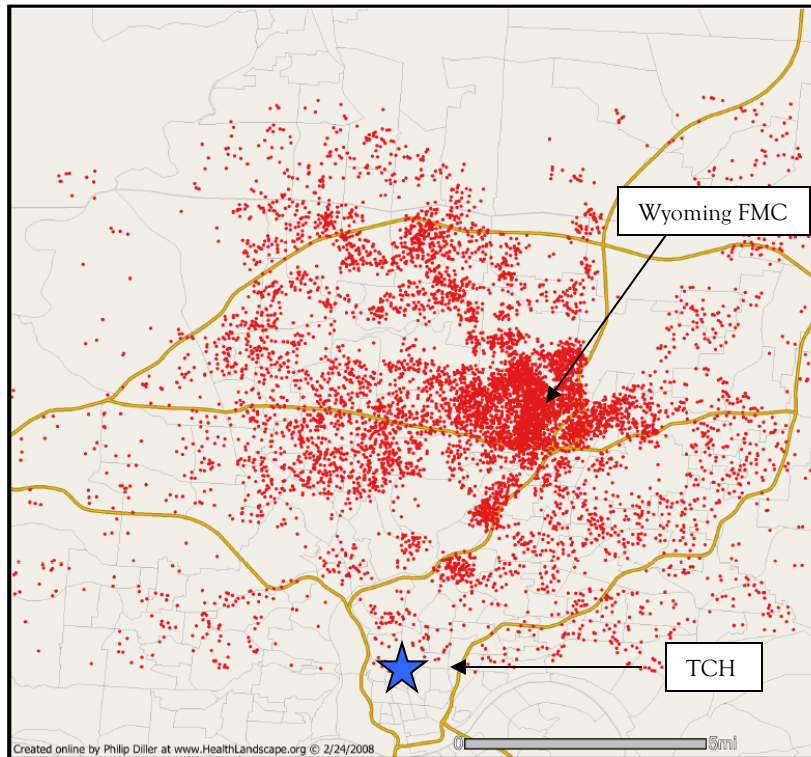 Wyoming FMC
TCH
0 5mi
Created online by Philip Diller at www.HealthLandscape.org © 2/24/2008